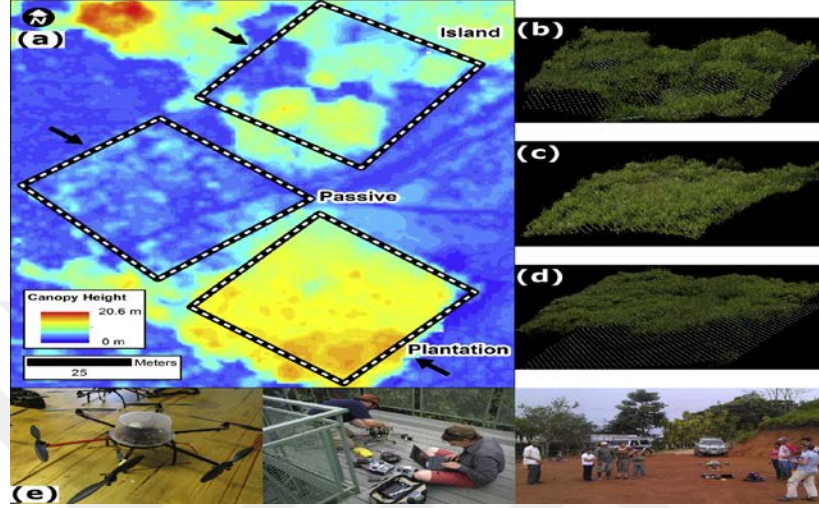 N
(a)
Island
Passive
Plantation
Canopy Height
20.6 m
0 m
Meters
25
(b)
(c)
(d)
(e)